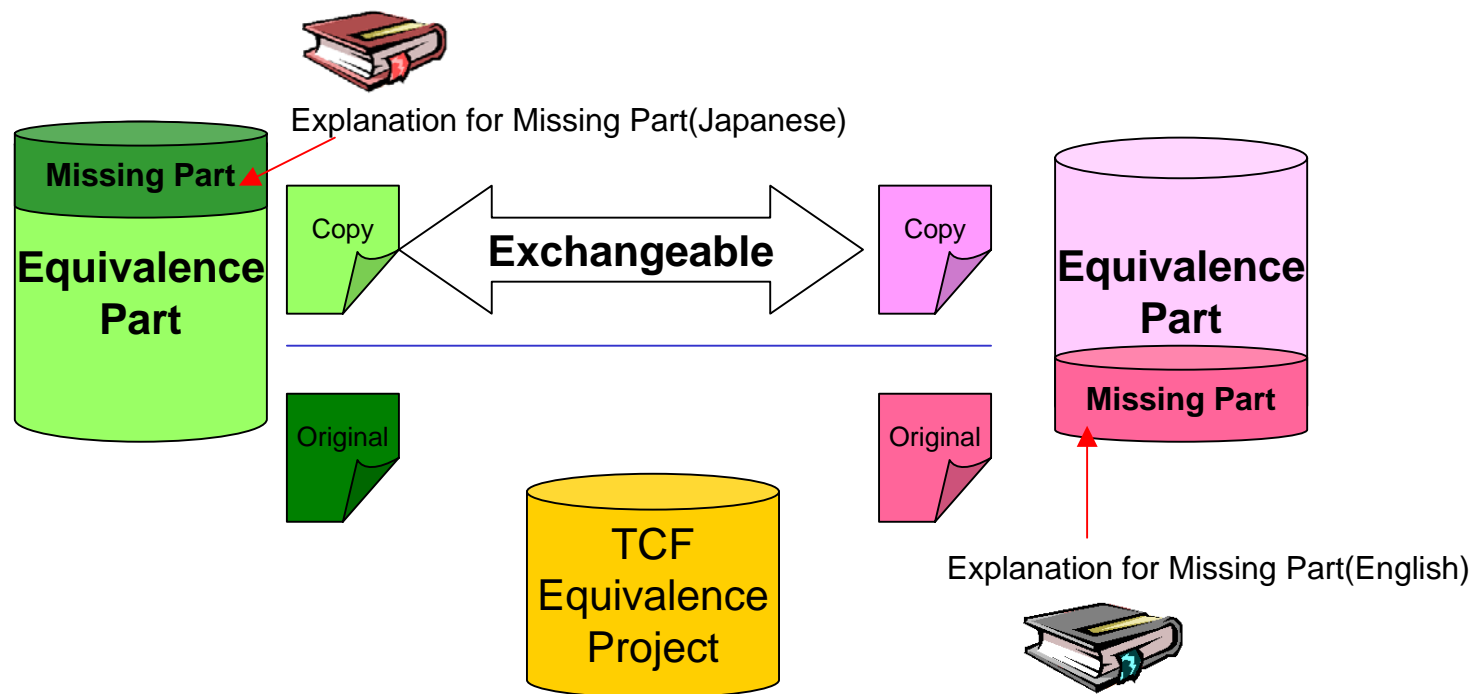 Explanation for Missing Part(Japanese)
Missing Part
Equivalence
Part
Copy
Exchangeable
Copy
Equivalence
Part
Missing Part
Original
Original
TCF
Equivalence
Project
Explanation for Missing Part(English)